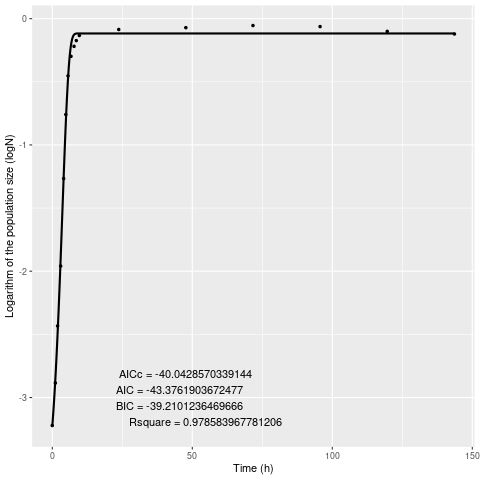 Logarithm of the population size (logN)
0
-1
-2
-3
AICc = -40.0428570339144
AIC = -43.3761903672477
BIC = -39.2101236469666
Rsquare = 0.978583967781206
0 50 100 150
Time (h)